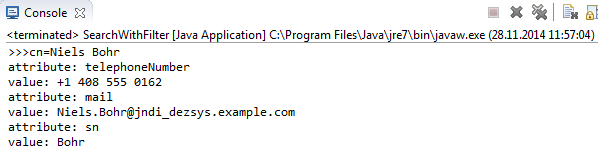 Console
<terminated> SearchWithFilter [Java Application] C:\Program Files\Java\jre7\bin\javaw.exe (28.11.2014 11:57:04)
>>>cn=Niels Bohr
attribute: telephoneNumber
value: +1 408 555 0162
attribute: mail
value: Niels.Bohr@jndi_dezsys.example.com
attribute: sn
value: Bohr